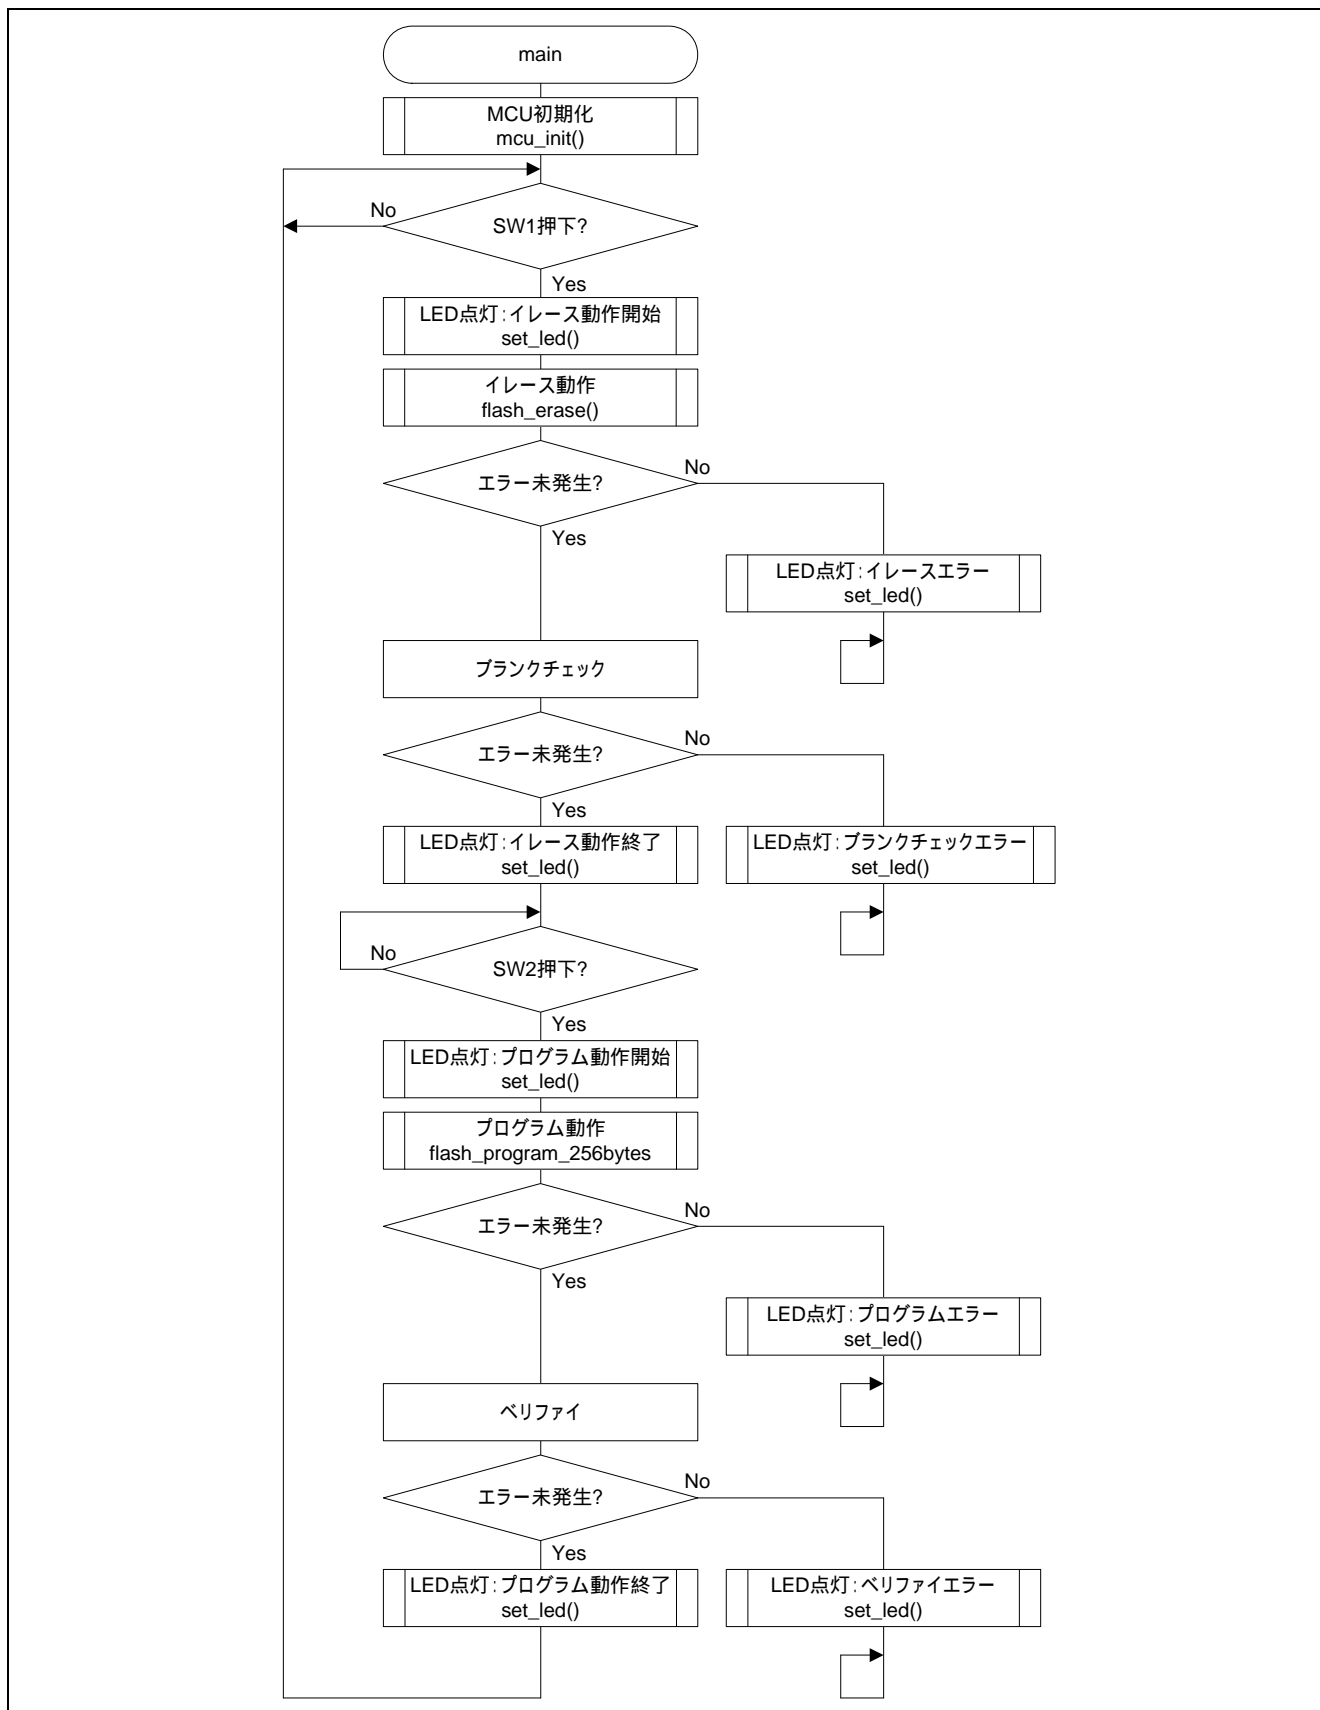 main
MCU初期化
mcu_init()
No
SW1押下?
Yes
LED点灯:イレース動作開始
set_led()
イレース動作
flash_erase()
No
エラー未発生?
Yes
LED点灯:イレースエラー
set_led()
ブランクチェック
No
エラー未発生?
Yes
LED点灯:イレース動作終了
set_led()
LED点灯:ブランクチェックエラー
set_led()
No
SW2押下?
Yes
LED点灯:プログラム動作開始
set_led()
プログラム動作
flash_program_256bytes
No
エラー未発生?
Yes
LED点灯:プログラムエラー
set_led()
ベリファイ
No
エラー未発生?
Yes
LED点灯:プログラム動作終了
set_led()
LED点灯:ベリファイエラー
set_led()